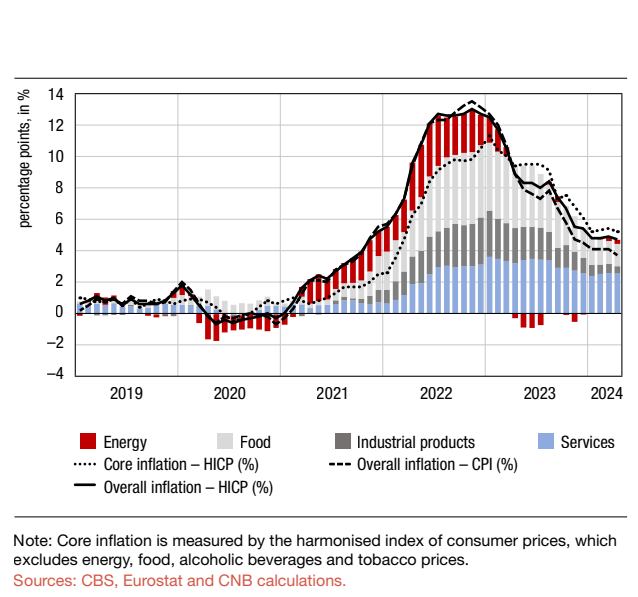 percentage points, in %
14
12
10
8
6
4
2
0
–2
–4
2019 2020 2021 2022 2023 2024
Energy Food Industrial products Services
Core inflation – HICP (%) Overall inflation – CPI (%)
Overall inflation – HICP (%)
Note: Core inflation is measured by the harmonised index of consumer prices, which
excludes energy, food, alcoholic beverages and tobacco prices.
Sources: CBS, Eurostat and CNB calculations.